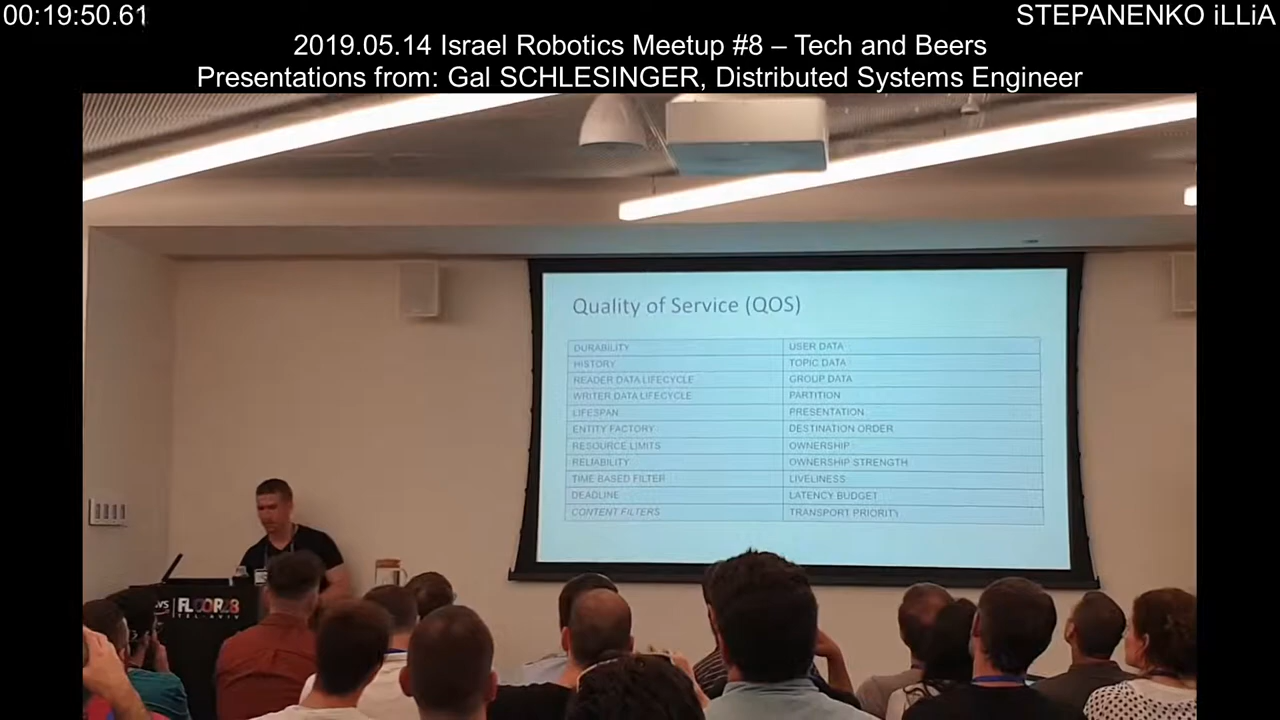 00:19:50.61
STEPANENKO iLLiA
2019.05.14 Israel Robotics Meetup #8 – Tech and Beers
Presentations from: Gal SCHLESINGER, Distributed Systems Engineer
Quality of Service (QOS)
DURABILITY USER DATA
HISTORY TOPIC DATA
READER DATA LIFECYCLE GROUP DATA
WRITER DATA LIFECYCLE PARTITION
LIFESPAN PRESENTATION
ENTITY FACTORY DESTINATION ORDER
RESOURCE LIMITS OWNERSHIP
RELIABILITY OWNERSHIP STRENGTH
TIME BASED FILTER LIVELINESS
DEADLINE LATENCY BUDGET
CONTENT FILTERS TRANSPORT PRIORITY
FLOOR28
TEL-AVIV